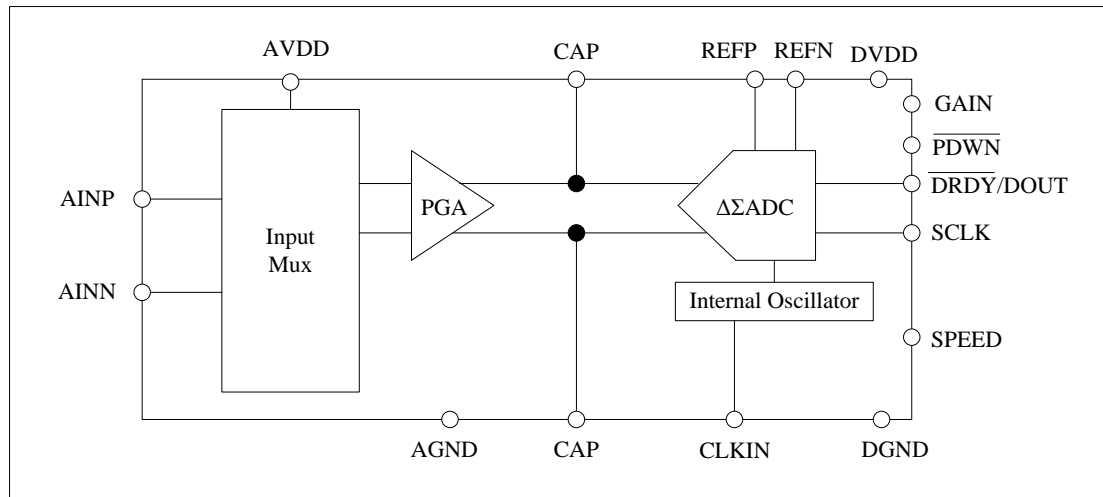 AVDD
CAP
REFP
REFN
DVDD
GAIN
PDWN
DRDY/DOUT
AINP
PGA
ΔΣADC
Input
Mux
SCLK
AINN
Internal Oscillator
SPEED
AGND
CAP
CLKIN
DGND